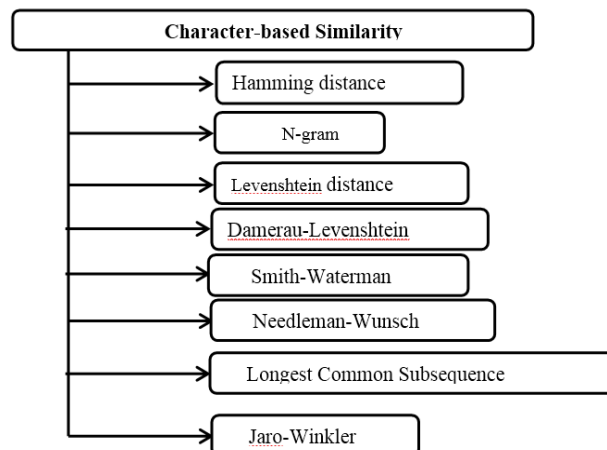 Character-based Similarity
Hamming distance
N-gram
Levenshtein distance
Damerau-Levenshtein
Smith-Waterman
Needleman-Wunsch
Longest Common Subsequence
Jaro-Winkler